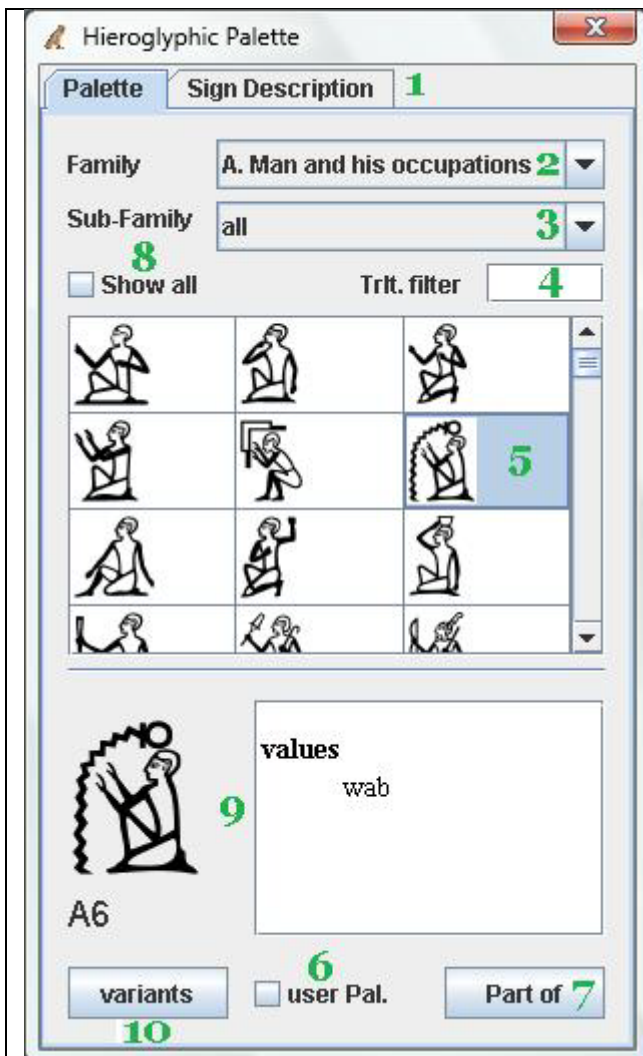 Hieroglyphic Palette
Palette Sign Description 1
Family A. Man and his occupations 2
Sub-Family all 3
8
Show all Trlt. filter 4
5
values
wab
9
A6
6
variants user Pal. Part of 7
10